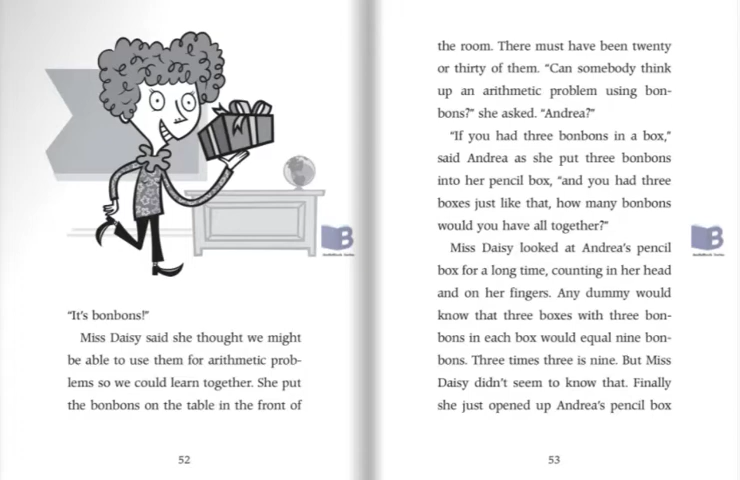 "It's bonbons!"
Miss Daisy said she thought we might
be able to use them for arithmetic prob-
lems so we could learn together. She put
the bonbons on the table in the front of
52
the room. There must have been twenty
or thirty of them. "Can somebody think
up an arithmetic problem using bon-
bons?" she asked. "Andrea?"
"If you had three bonbons in a box,"
said Andrea as she put three bonbons
into her pencil box, "and you had three
boxes just like that, how many bonbons
would you have all together?"
Miss Daisy looked at Andrea's pencil
box for a long time, counting in her head
and on her fingers. Any dummy would
know that three boxes with three bon-
bons in each box would equal nine bon-
bons. Three times three is nine. But Miss
Daisy didn't seem to know that. Finally
she just opened up Andrea's pencil box
53